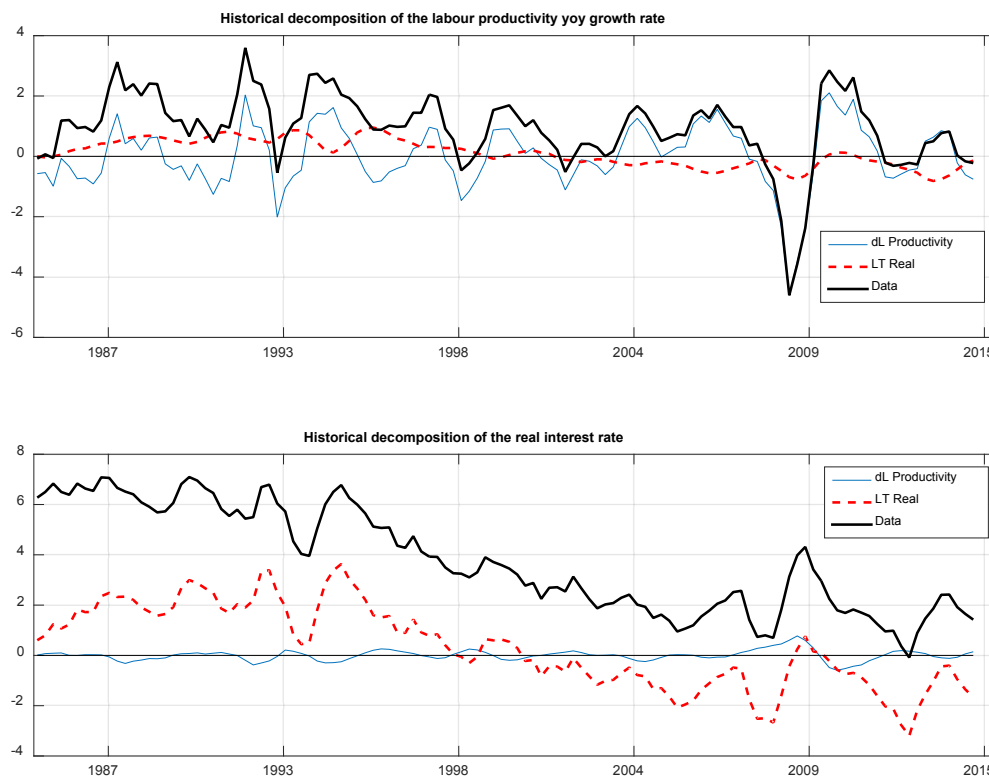 Historical decomposition of the labour productivity yoy growth rate
4
2
0
-2
-4
-6
dL Productivity
LT Real
Data
1987 1993 1998 2004 2009 2015
Historical decomposition of the real interest rate
8
6
4
2
0
-2
-4
dL Productivity
LT Real
Data
1987 1993 1998 2004 2009 2015